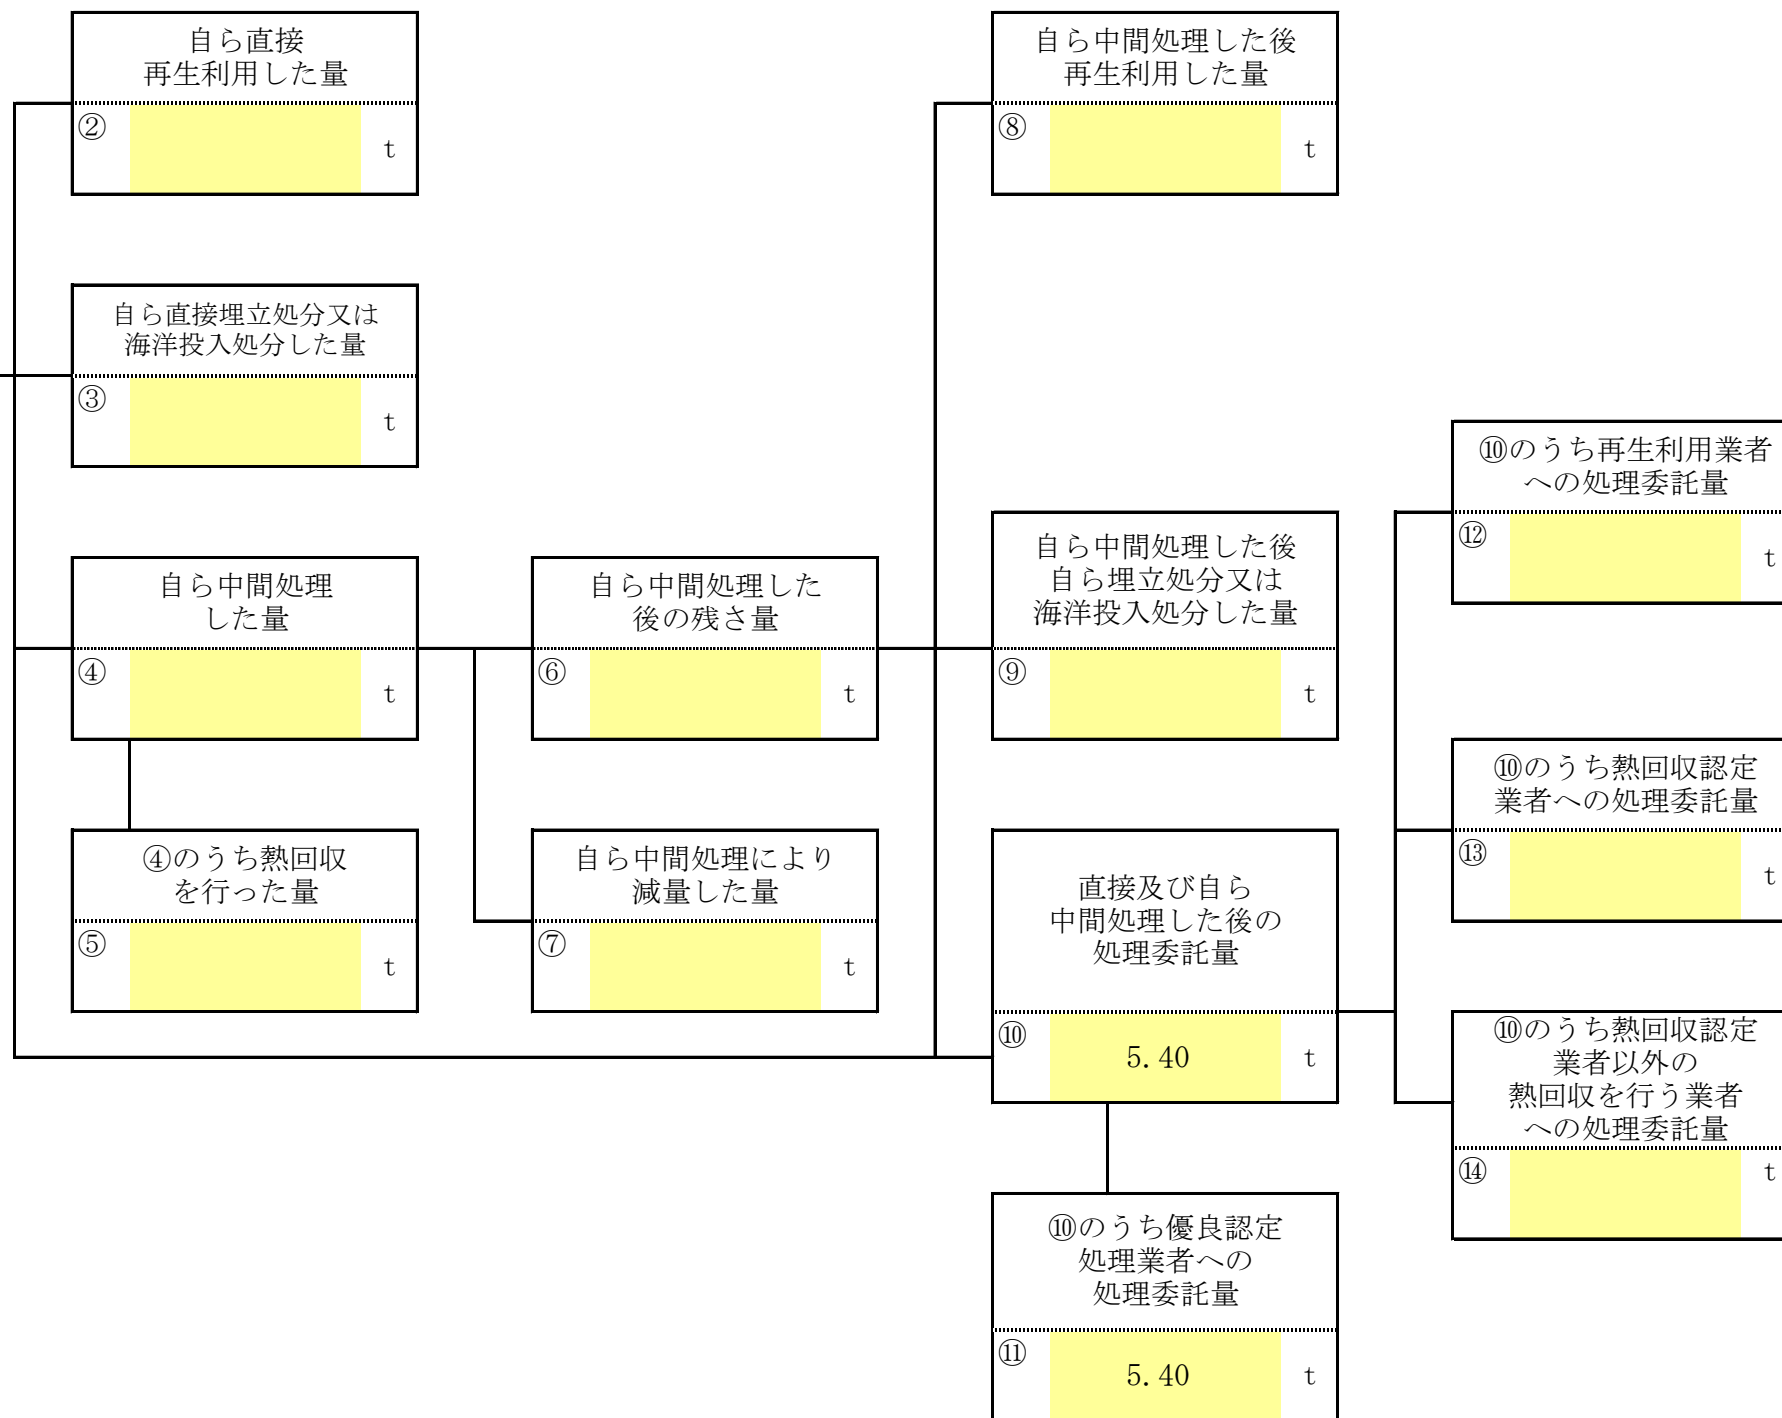 自ら直接
再生利用した量
②
t
自ら中間処理した後
再生利用した量
⑧
t
自ら直接埋立処分又は
海洋投入処分した量
③
t
⑩のうち再生利用業者
への処理委託量
⑫
t
自ら中間処理
した量
④
t
自ら中間処理した
後の残さ量
⑥
t
自ら中間処理した後
自ら埋立処分又は
海洋投入処分した量
⑨
t
⑩のうち熱回収認定
業者への処理委託量
⑬
t
④のうち熱回収
を行った量
⑤
t
自ら中間処理により
減量した量
⑦
t
直接及び自ら
中間処理した後の
処理委託量
⑩
5.40
t
⑩のうち熱回収認定
業者以外の
熱回収を行う業者
への処理委託量
⑭
t
⑩のうち優良認定
処理業者への
処理委託量
⑪
5.40
t